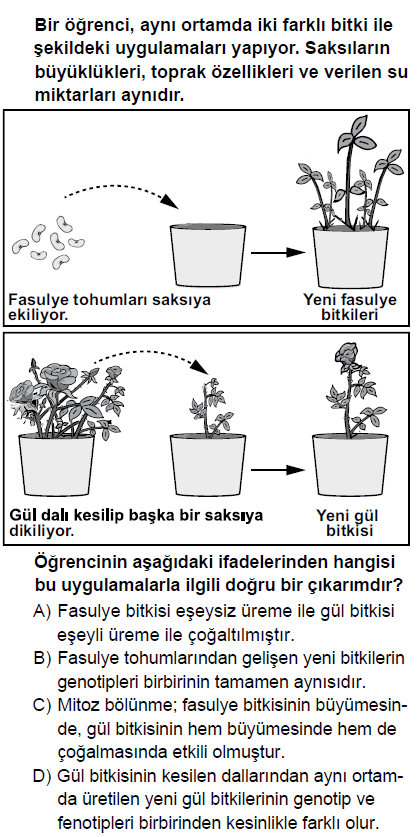 Bir öğrenci, aynı ortamda iki farklı bitki ile
şekildeki uygulamaları yapıyor. Saksıların
büyüklükleri, toprak özellikleri ve verilen su
miktarları aynıdır.
Fasulye tohumları saksıya
ekiliyor.
Yeni fasulye
bitkileri
Gül dalı kesilip başka bir saksıya
dikiliyor.
Yeni gül
bitkisi
Öğrencinin aşağıdaki ifadelerinden hangisi
bu uygulamalarla ilgili doğru bir çıkarımdır?
A) Fasulye bitkisi eşeysiz üreme ile gül bitkisi
eşeyli üreme ile çoğaltılmıştır.
B) Fasulye tohumlarından gelişen yeni bitkilerin
genotipleri birbirinin tamamen aynısıdır.
C) Mitoz bölünme; fasulye bitkisinin büyümesin-
de, gül bitkisinin hem büyümesinde hem de
çoğalmasında etkili olmuştur.
D) Gül bitkisinin kesilen dallarından aynı ortam-
da üretilen yeni gül bitkilerinin genotip ve
fenotipleri birbirinden kesinlikle farklı olur.